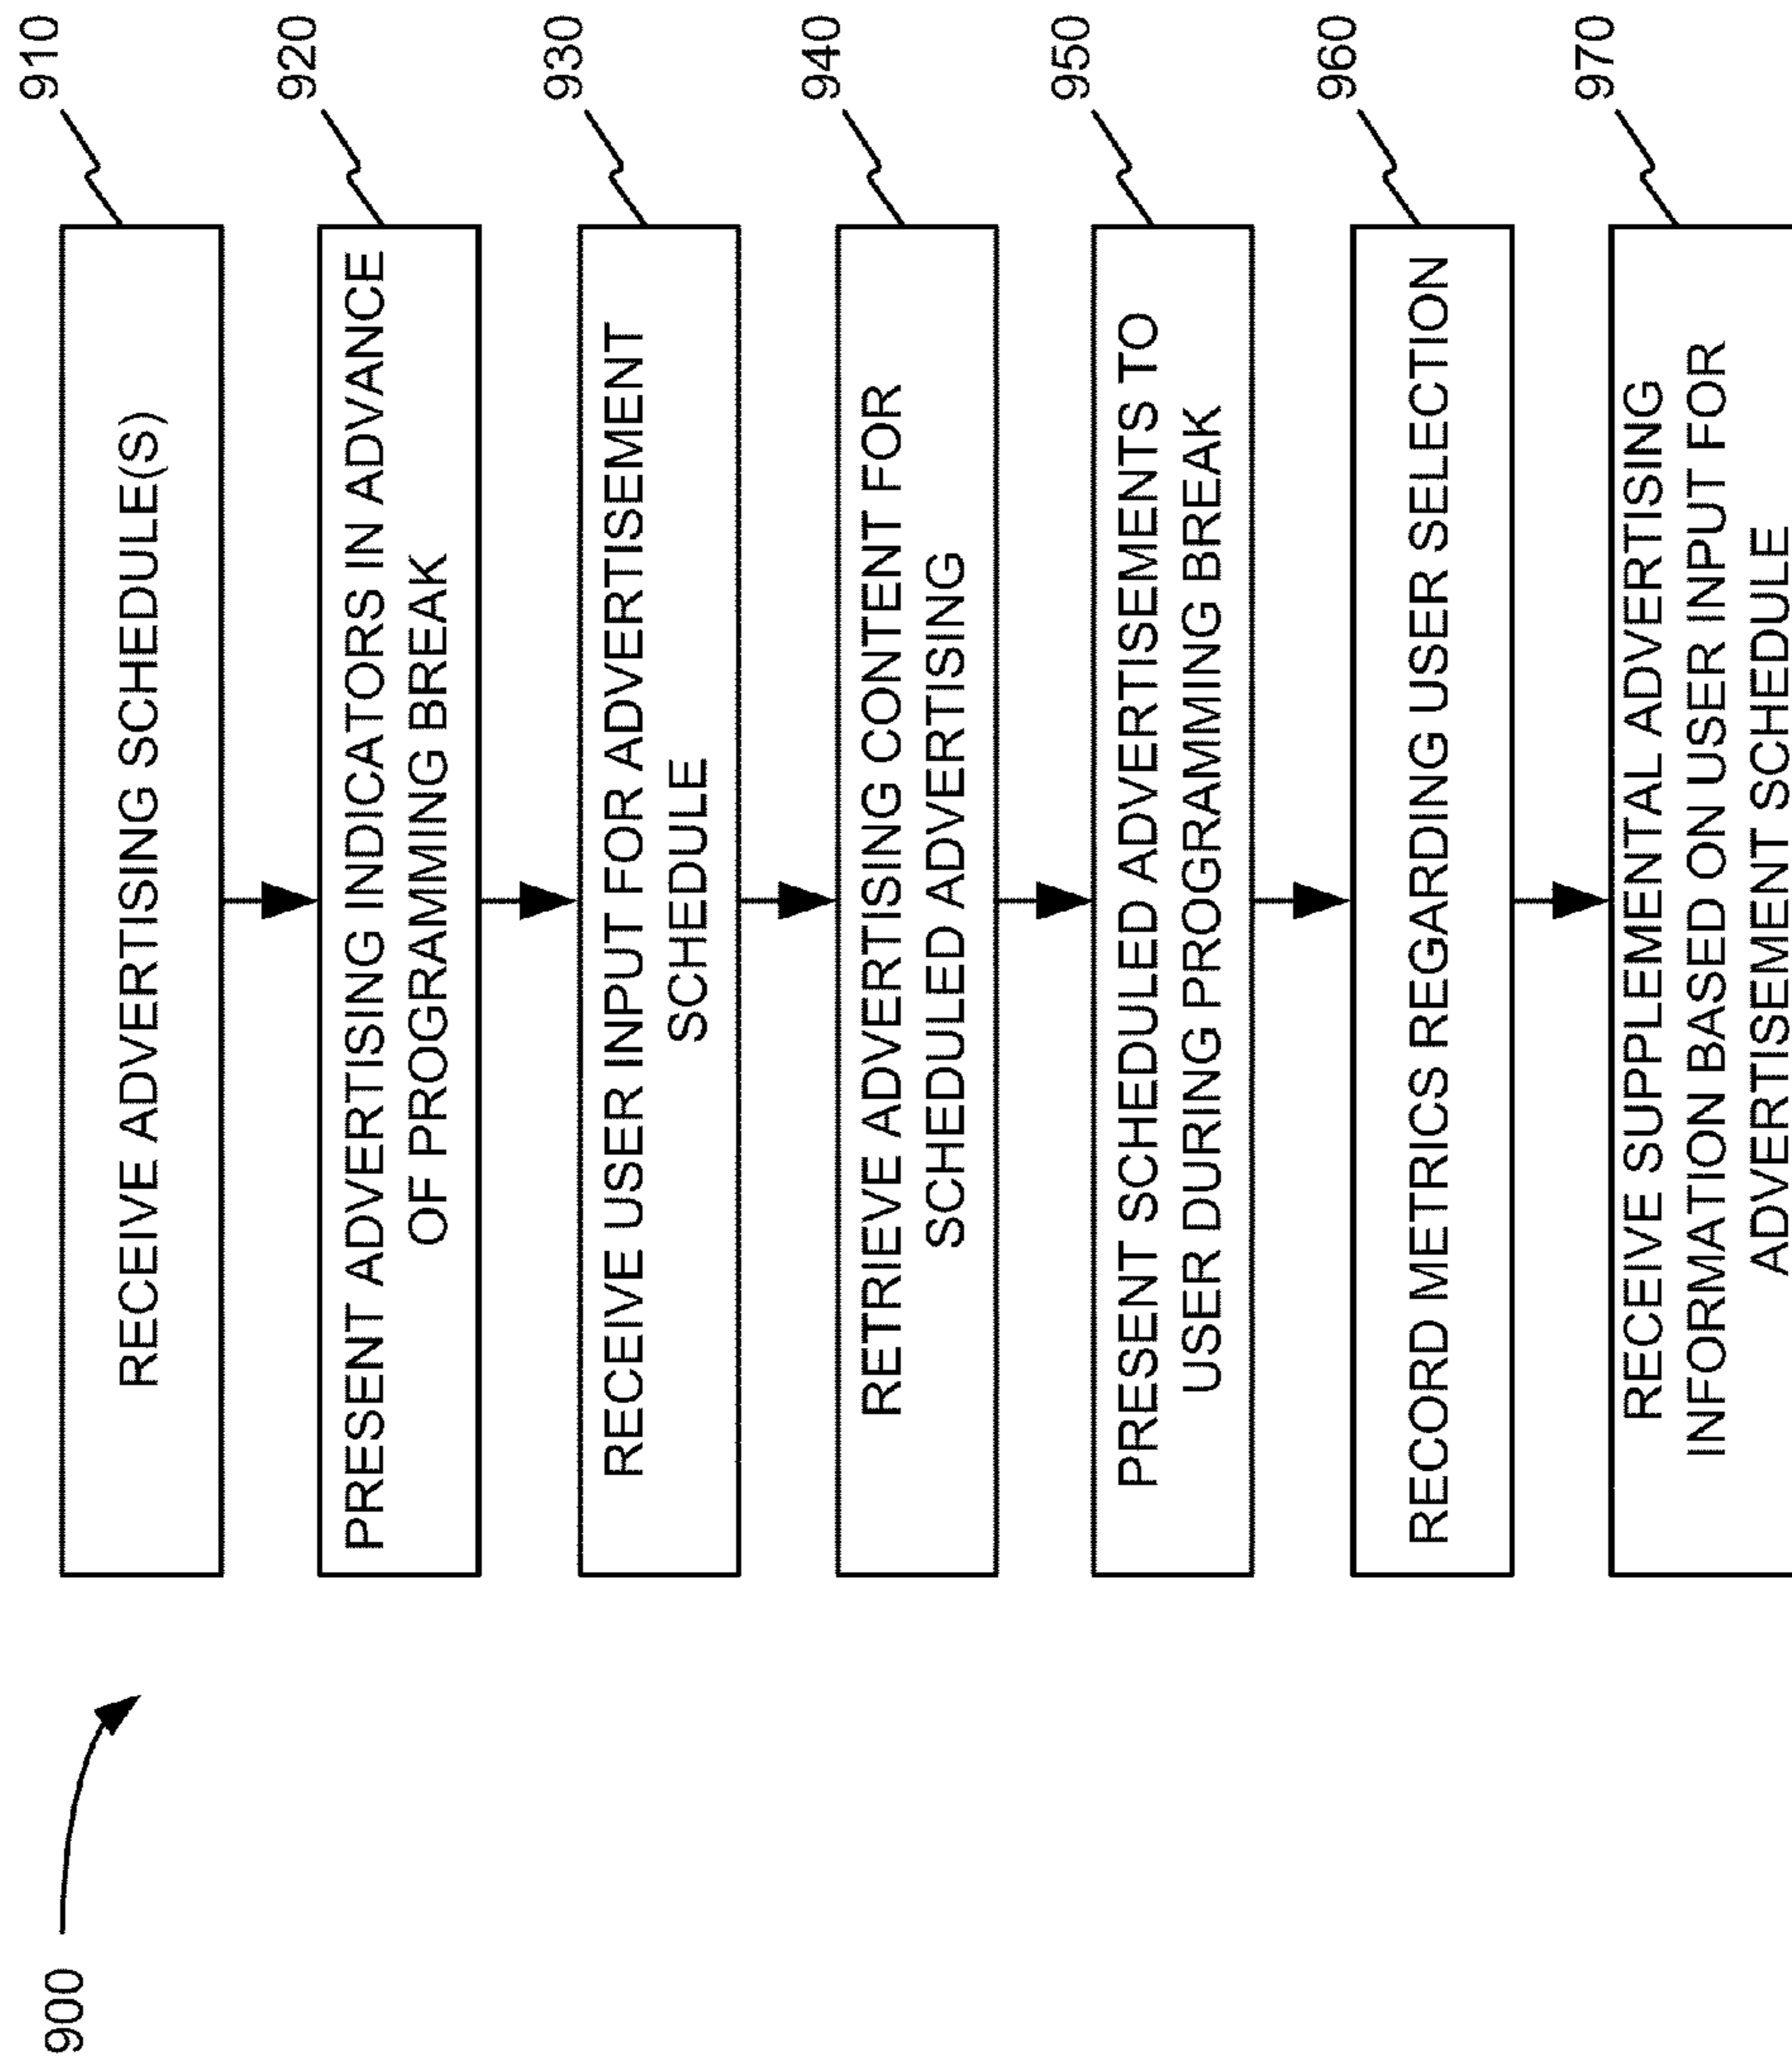 900
910
RECEIVE ADVERTISING SCHEDULE(S)
920
PRESENT ADVERTISING INDICATORS IN ADVANCE
OF PROGRAMMING BREAK
930
RECEIVE USER INPUT FOR ADVERTISEMENT
SCHEDULE
940
RETRIEVE ADVERTISING CONTENT FOR
SCHEDULED ADVERTISING
950
PRESENT SCHEDULED ADVERTISEMENTS TO
USER DURING PROGRAMMING BREAK
960
RECORD METRICS REGARDING USER SELECTION
970
RECEIVE SUPPLEMENTAL ADVERTISING
INFORMATION BASED ON USER INPUT FOR
ADVERTISEMENT SCHEDULE